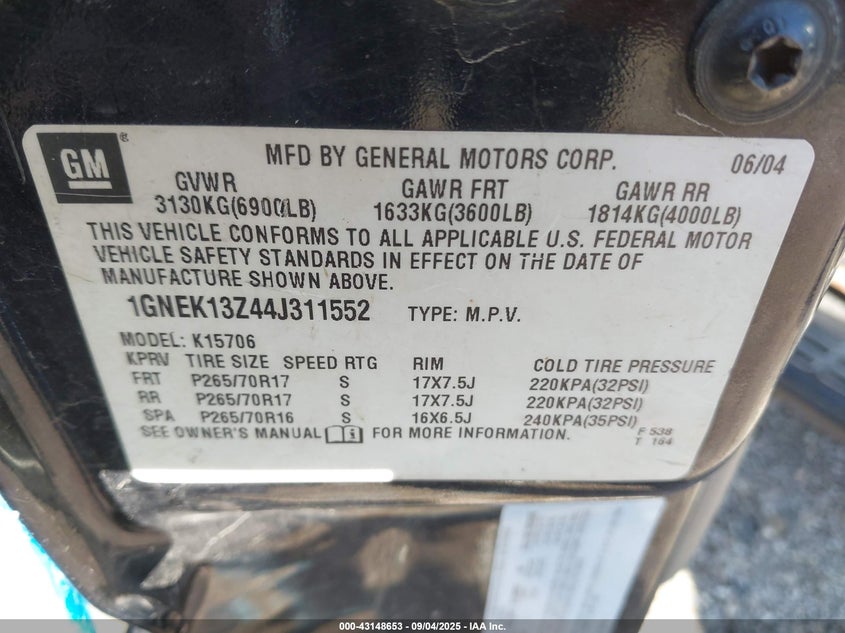 GM
®
MFD BY GENERAL MOTORS CORP. 06/04
GVWR GAWR FRT GAWR RR
3130KG(6900LB) 1633KG(3600LB) 1814KG(4000LB)
THIS VEHICLE CONFORMS TO ALL APPLICABLE U.S. FEDERAL MOTOR
VEHICLE SAFETY STANDARDS IN EFFECT ON THE DATE OF
MANUFACTURE SHOWN ABOVE.
1GNEK13Z44J311552 TYPE: M.P.V.
MODEL: K15706
KPRV TIRE SIZE SPEED RTG RIM COLD TIRE PRESSURE
FRT P265/70R17 S 17X7.5J 220KPA(32PSI)
RR P265/70R17 S 17X7.5J 220KPA(32PSI)
SPA P265/70R16 S 16X6.5J 240KPA(35PSI)
SEE OWNER'S MANUAL FOR MORE INFORMATION.
F 538
T 164
000-43148653 - 09/04/2025 - IAA Inc.